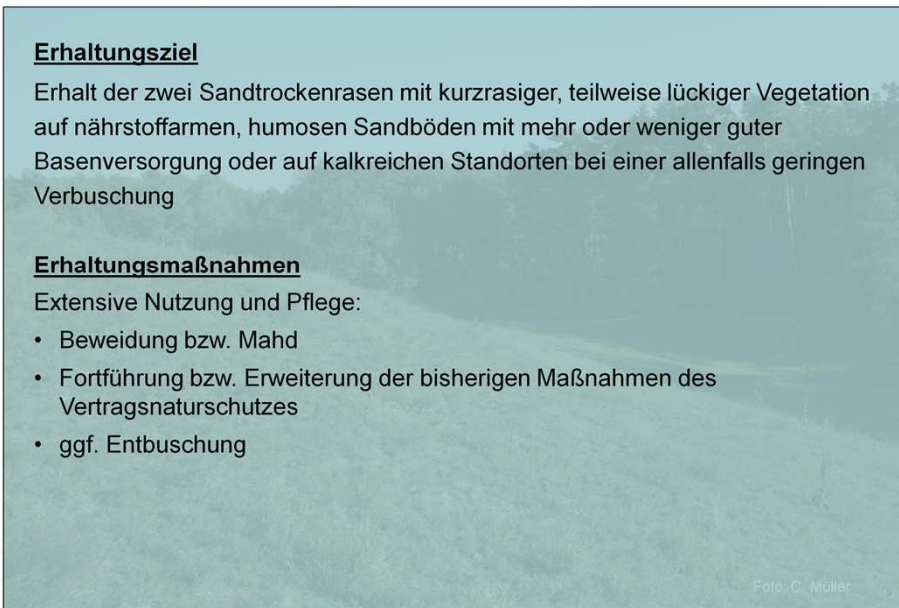 Erhaltungsziel
Erhalt der zwei Sandtrockenrasen mit kurzrasiger, teilweise lückiger Vegetation
auf nährstoffarmen, humosen Sandböden mit mehr oder weniger guter
Basenversorgung oder auf kalkreichen Standorten bei einer allenfalls geringen
Verbuschung
Erhaltungsmaßnahmen
Extensive Nutzung und Pflege:
• Beweidung bzw. Mahd
• Fortführung bzw. Erweiterung der bisherigen Maßnahmen des
Vertragsnaturschutzes
• ggf. Entbuschung
Foto: C. Müller